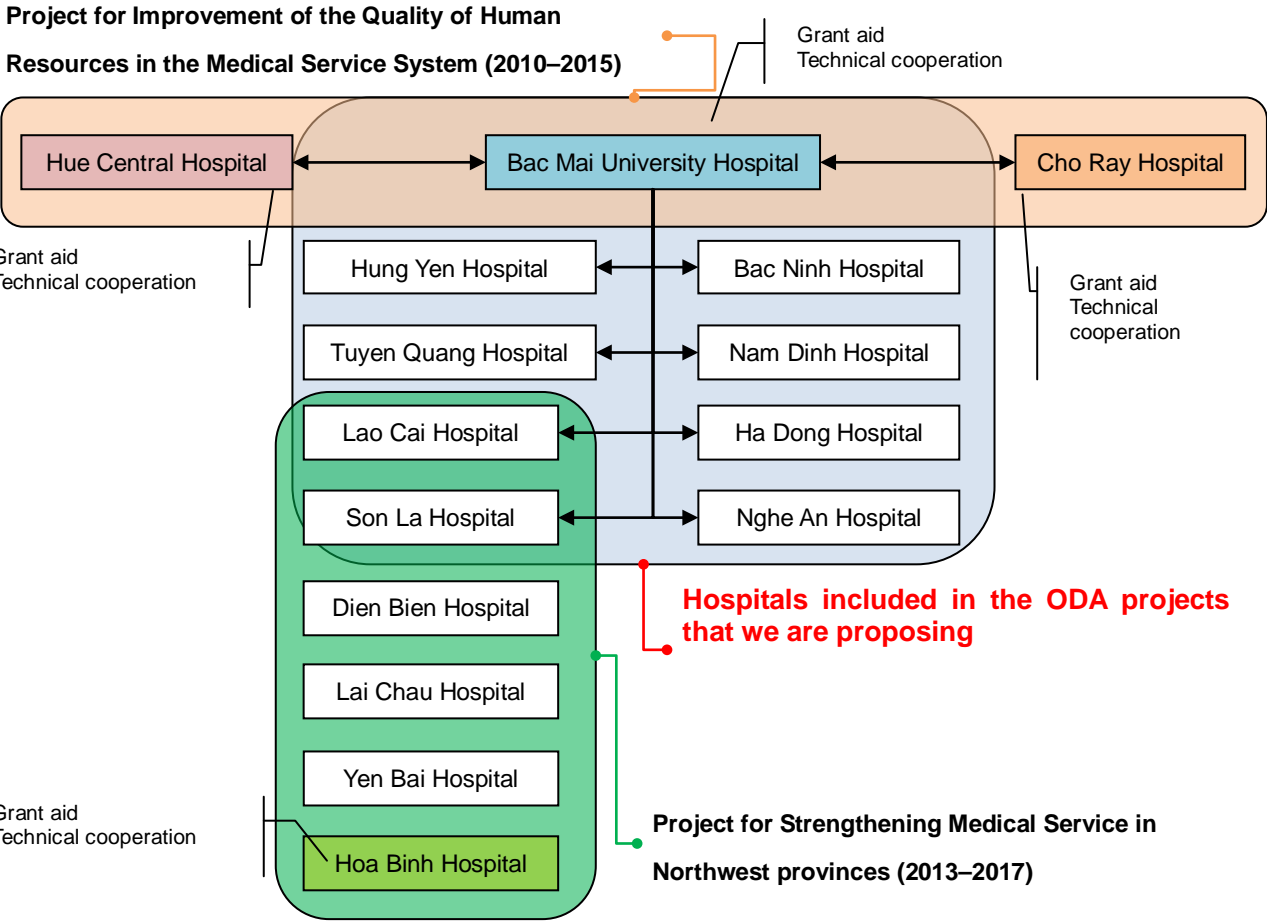 Project for Improvement of the Quality of Human
Resources in the Medical Service System (2010–2015)
Grant aid
Technical cooperation
Hue Central Hospital
Bac Mai University Hospital
Cho Ray Hospital
Grant aid
Technical cooperation
Hung Yen Hospital
Bac Ninh Hospital
Grant aid
Technical
cooperation
Tuyen Quang Hospital
Nam Dinh Hospital
Lao Cai Hospital
Ha Dong Hospital
Son La Hospital
Nghe An Hospital
Dien Bien Hospital
Hospitals included in the ODA projects
that we are proposing
Lai Chau Hospital
Yen Bai Hospital
Grant aid
Technical cooperation
Hoa Binh Hospital
Project for Strengthening Medical Service in
Northwest provinces (2013–2017)